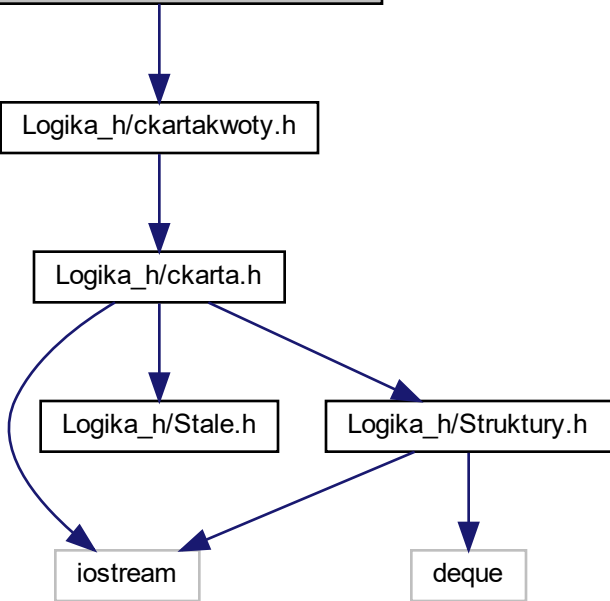 Logika_h/ckartakwoty.h
Logika_h/ckarta.h
Logika_h/Stale.h
Logika_h/Struktury.h
iostream
deque